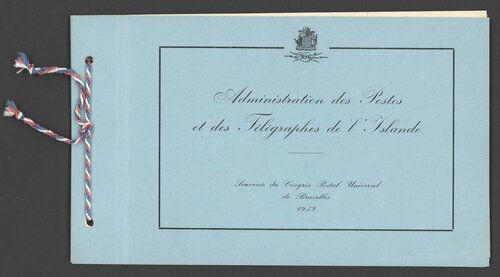 Administration des Postes
et des Télégraphes de l'Islande
Souvenir du Congrès Postal Universel
de Bruxelles
1952